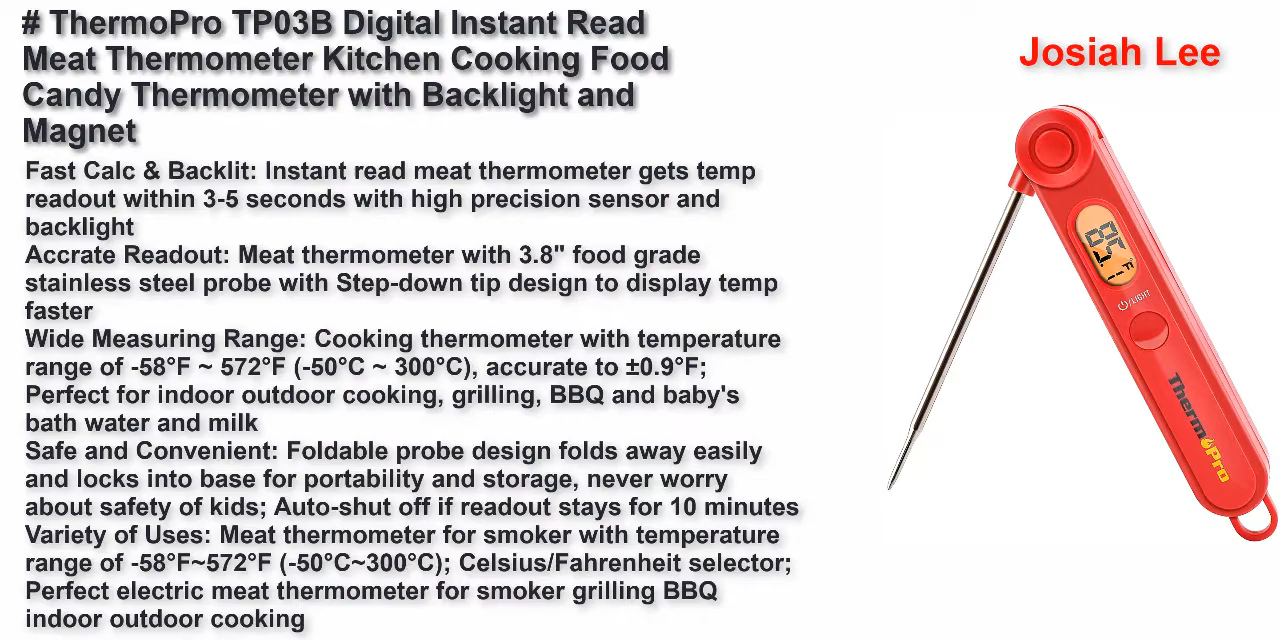 # ThermoPro TP03B Digital Instant Read
Meat Thermometer Kitchen Cooking Food
Candy Thermometer with Backlight and
Magnet
Josiah Lee
Fast Calc & Backlit: Instant read meat thermometer gets temp
readout within 3-5 seconds with high precision sensor and
backlight
Accrate Readout: Meat thermometer with 3.8" food grade
stainless steel probe with Step-down tip design to display temp
faster
Wide Measuring Range: Cooking thermometer with temperature
range of -58°F ~ 572°F (-50°C ~ 300°C), accurate to ±0.9°F;
Perfect for indoor outdoor cooking, grilling, BBQ and baby's
bath water and milk
Safe and Convenient: Foldable probe design folds away easily
and locks into base for portability and storage, never worry
about safety of kids; Auto-shut off if readout stays for 10 minutes
Variety of Uses: Meat thermometer for smoker with temperature
range of -58°F~572°F (-50°C~300°C); Celsius/Fahrenheit selector;
Perfect electric meat thermometer for smoker grilling BBQ
indoor outdoor cooking
/LIGHT
ThermoPro